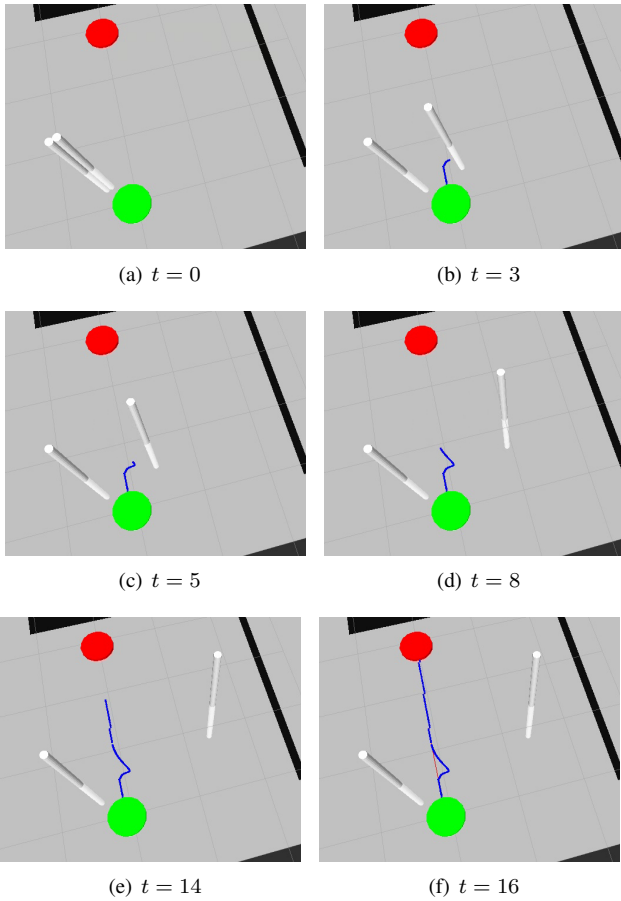 (a) t = 0
(b) t = 3
(c) t = 5
(d) t = 8
(e) t = 14
(f) t = 16